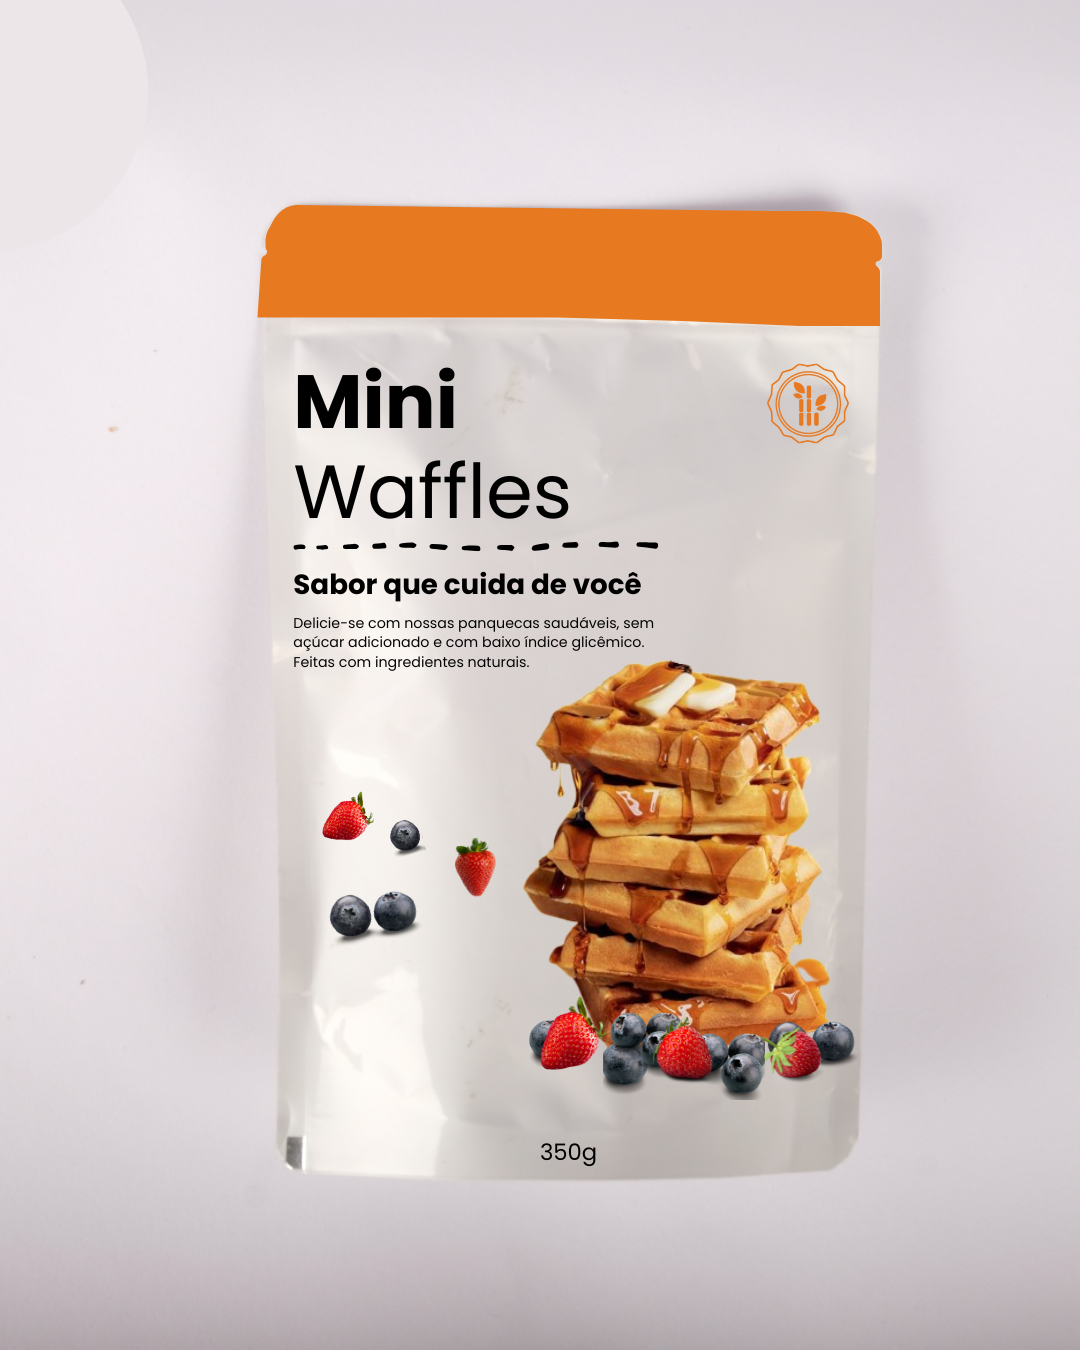 Mini
Waffles
Sabor que cuida de você
Delicie-se com nossas panquecas saudáveis, sem
açúcar adicionado e com baixo índice glicêmico.
Feitas com ingredientes naturais.
350g